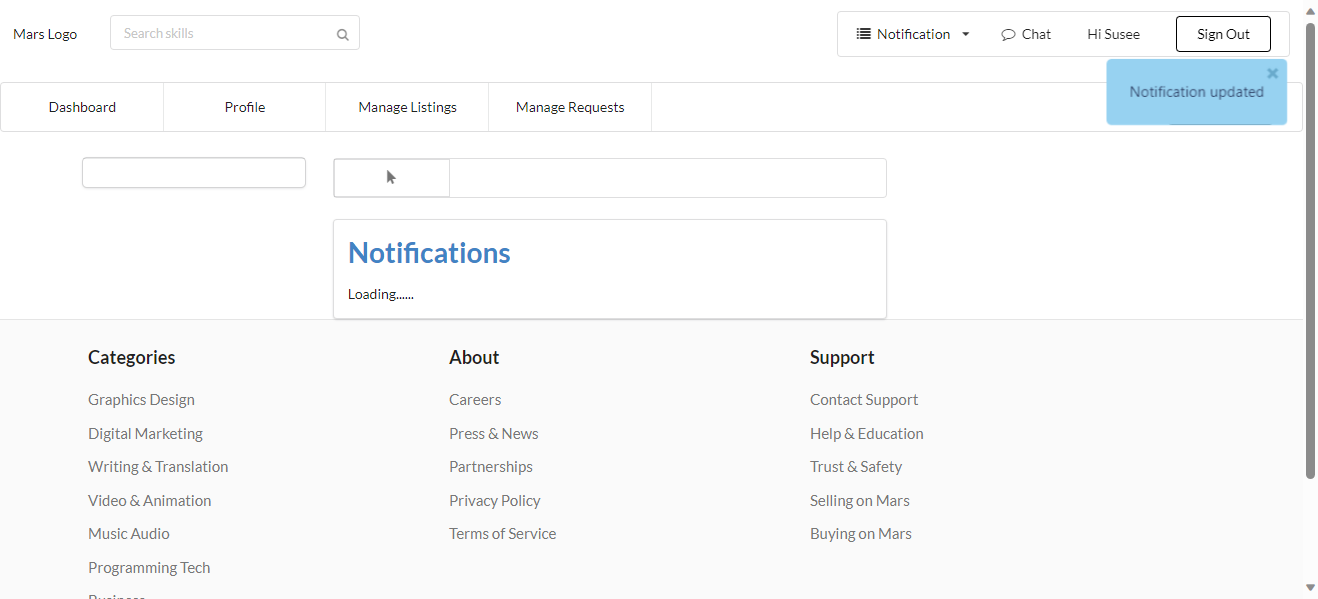 Mars Logo
Search skills
Notification
Chat
Hi Susee
Sign Out
Notification updated
Dashboard
Profile
Manage Listings
Manage Requests
Notifications
Loading......
Categories
Graphics Design
Digital Marketing
Writing & Translation
Video & Animation
Music Audio
Programming Tech
Business
About
Careers
Press & News
Partnerships
Privacy Policy
Terms of Service
Support
Contact Support
Help & Education
Trust & Safety
Selling on Mars
Buying on Mars